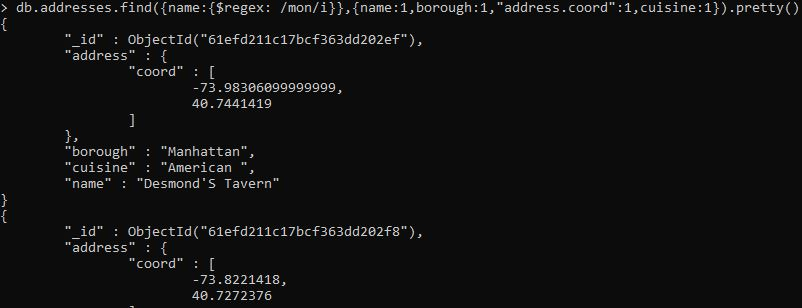 > db.addresses.find({name:{$regex: /mon/i}},{name:1,borough:1,"address.coord":1,cuisine:1}).pretty()
{
        "_id" : ObjectId("61efd211c17bcf363dd202ef"),
        "address" : {
                "coord" : [
                        -73.98306099999999,
                        40.7441419
                ]
        },
        "borough" : "Manhattan",
        "cuisine" : "American ",
        "name" : "Desmond'S Tavern"
}
{
        "_id" : ObjectId("61efd211c17bcf363dd202f8"),
        "address" : {
                "coord" : [
                        -73.8221418,
                        40.7272376
                ]